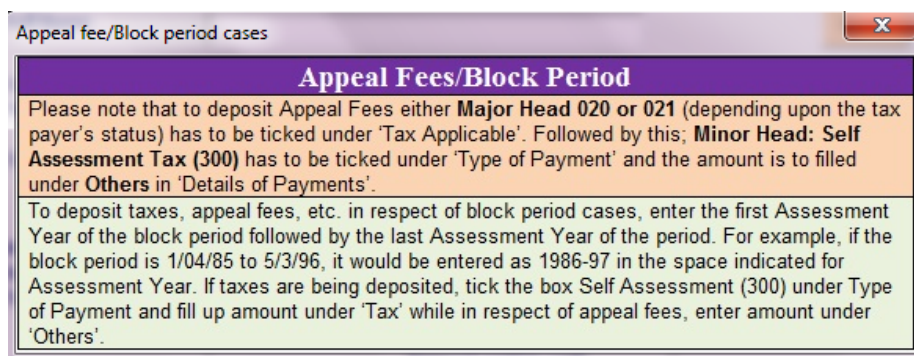 Appeal fee/Block period cases
Appeal Fees/Block Period
Please note that to deposit Appeal Fees either Major Head 020 or 021 (depending upon the tax
payer's status) has to be ticked under 'Tax Applicable'. Followed by this; Minor Head: Self
Assessment Tax (300) has to be ticked under 'Type of Payment' and the amount is to filled
under Others in 'Details of Payments'.
To deposit taxes, appeal fees, etc. in respect of block period cases, enter the first Assessment
Year of the block period followed by the last Assessment Year of the period. For example, if the
block period is 1/04/85 to 5/3/96, it would be entered as 1986-97 in the space indicated for
Assessment Year. If taxes are being deposited, tick the box Self Assessment (300) under Type
of Payment and fill up amount under 'Tax' while in respect of appeal fees, enter amount under
'Others'.